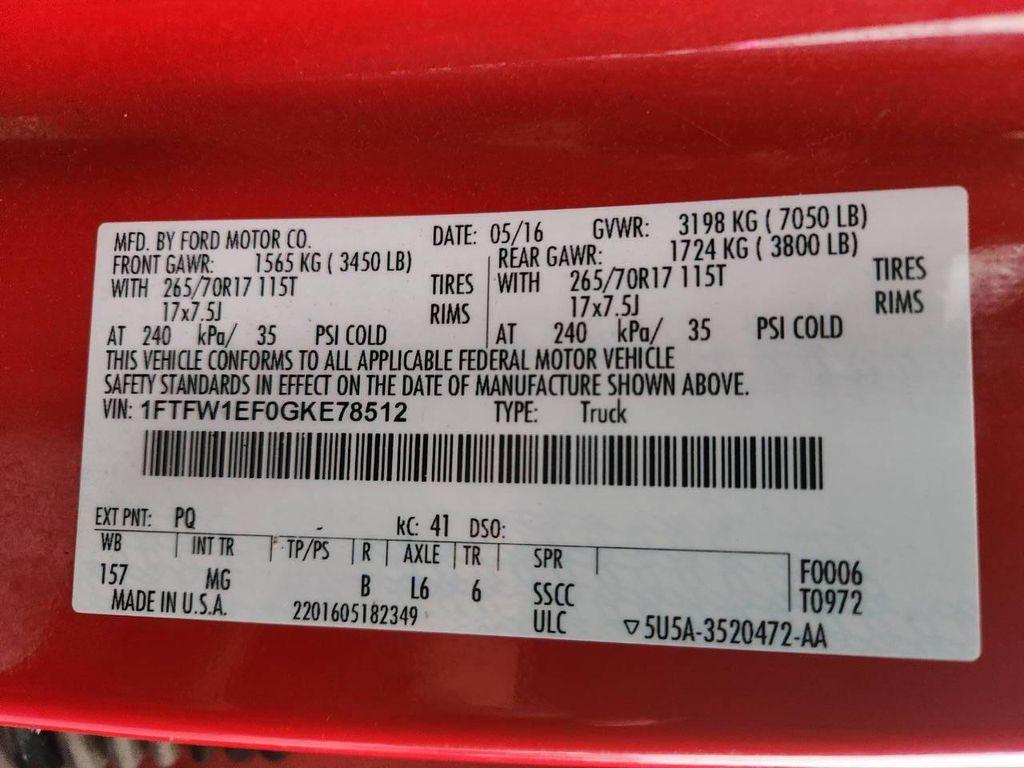 MFD. BY FORD MOTOR CO. DATE: 05/16 GVWR: 3198 KG ( 7050 LB)
FRONT GAWR: 1565 KG ( 3450 LB) REAR GAWR: 1724 KG ( 3800 LB)
WITH 265/70R17 115T TIRES WITH 265/70R17 115T TIRES
17x7.5J RIMS 17x7.5J RIMS
AT 240 kPa/ 35 PSI COLD AT 240 kPa/ 35 PSI COLD
THIS VEHICLE CONFORMS TO ALL APPLICABLE FEDERAL MOTOR VEHICLE
SAFETY STANDARDS IN EFFECT ON THE DATE OF MANUFACTURE SHOWN ABOVE.
VIN: 1FTFW1EF0GKE78512 TYPE: Truck
EXT PNT: PQ - kC: 41 DSO:
WB INT TR TP/PS R AXLE TR SPR F0006
157 MG B L6 6 SSCC T0972
MADE IN U.S.A. 2201605182349 ULC ▽5U5A-3520472-AA